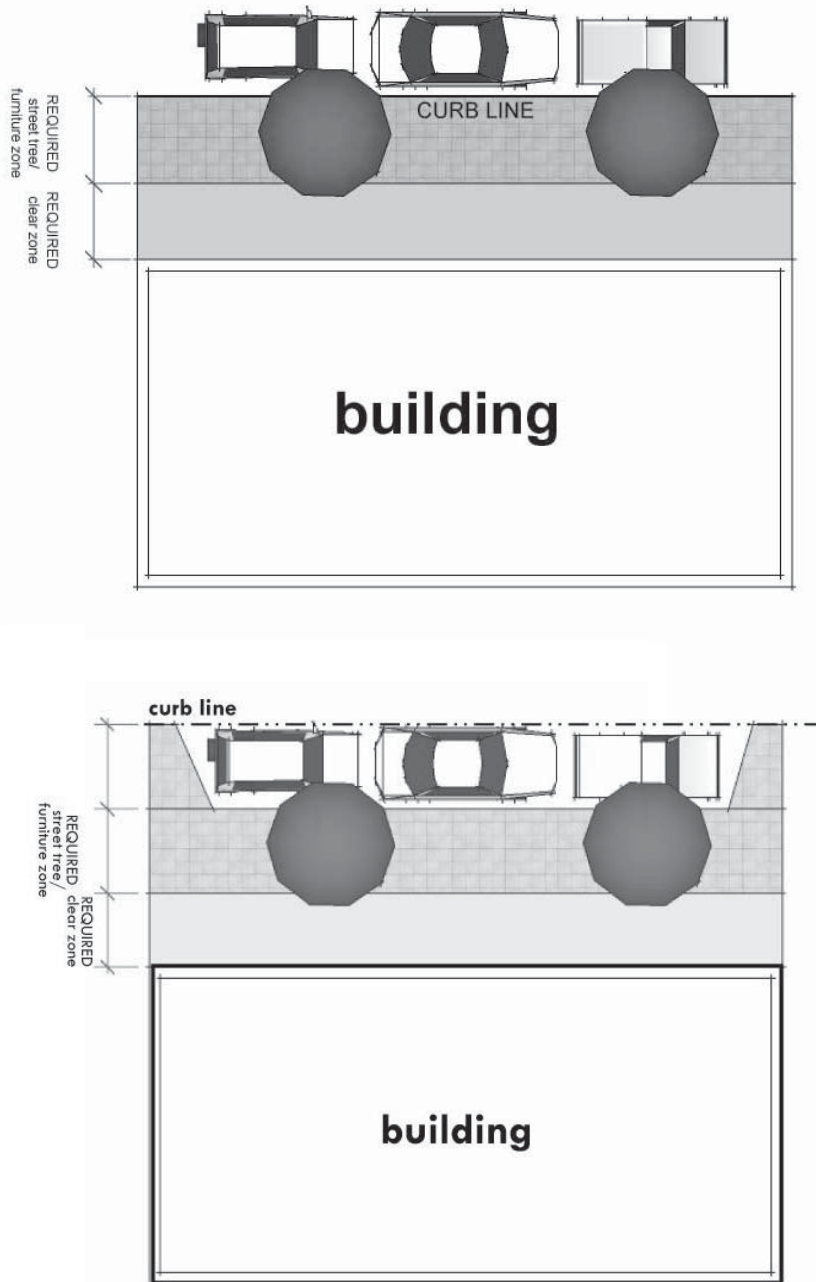 CURB LINE
REQUIRED
street tree/
furniture zone
REQUIRED
clear zone
building
curb line
REQUIRED
street tree/
furniture zone
REQUIRED
clear zone
building